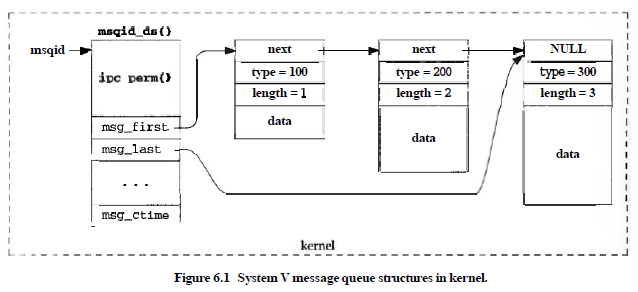 msqid_ds{}
msqid
ipc_perm{}
msg_first
msg_last
...
msg_ctime
next
type = 100
length = 1
data
next
type = 200
length = 2
data
NULL
type = 300
length = 3
data
kernel
Figure 6.1 System V message queue structures in kernel.